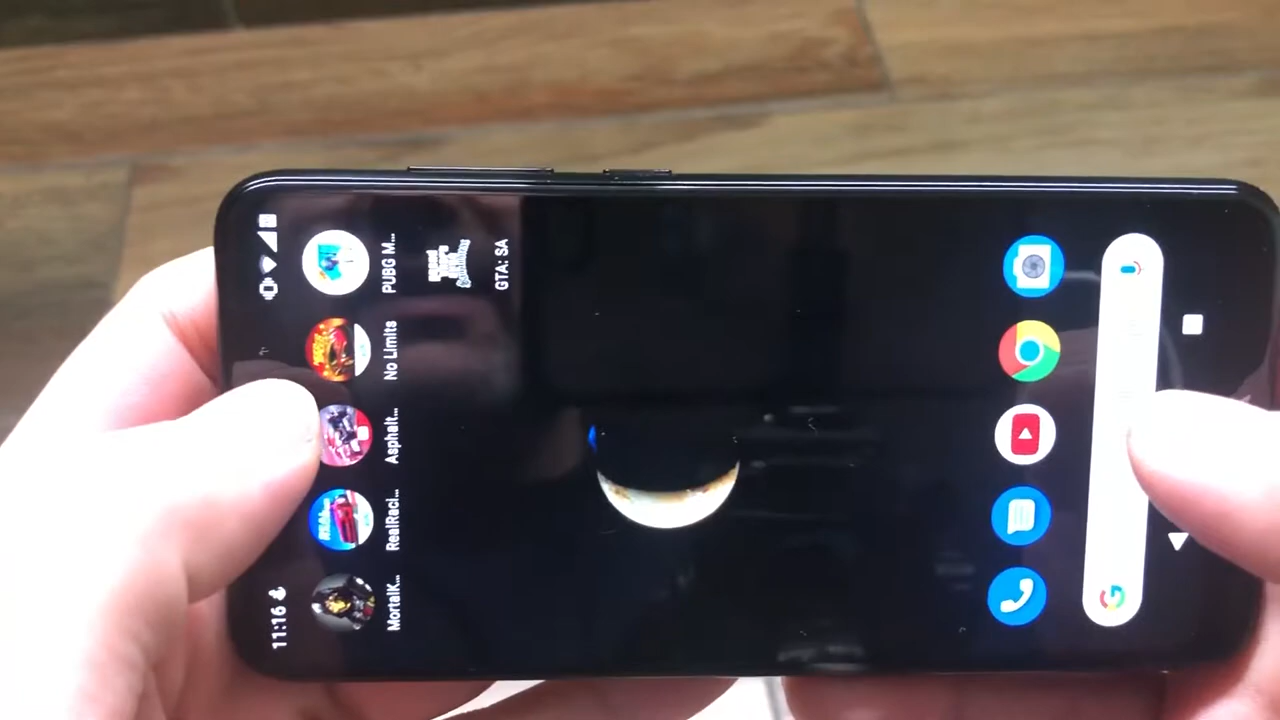 11:16
MortalK...
RealRaci...
Asphalt...
No Limits
PUBG M...
GTA: SA